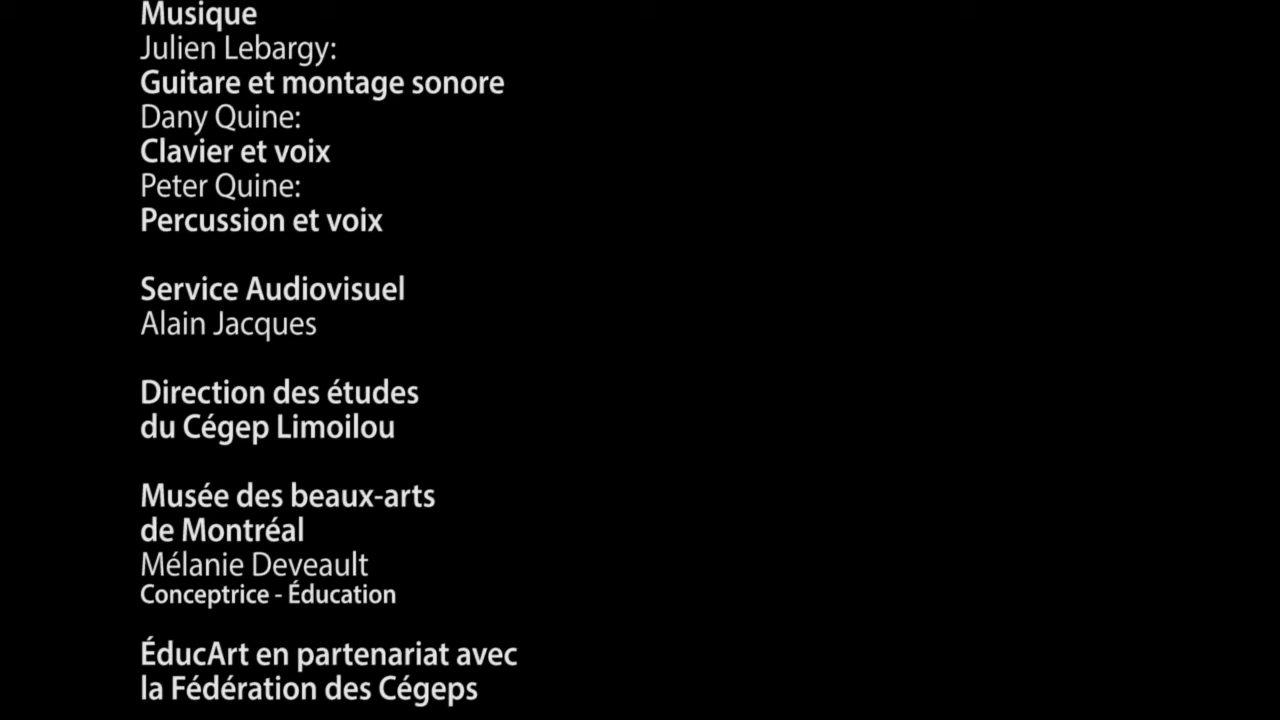 Musique
Julien Lebargy:
Guitare et montage sonore
Dany Quine:
Clavier et voix
Peter Quine:
Percussion et voix
Service Audiovisuel
Alain Jacques
Direction des études
du Cégep Limoilou
Musée des beaux-arts
de Montréal
Mélanie Deveault
Conceptrice - Éducation
ÉducArt en partenariat avec
la Fédération des Cégeps